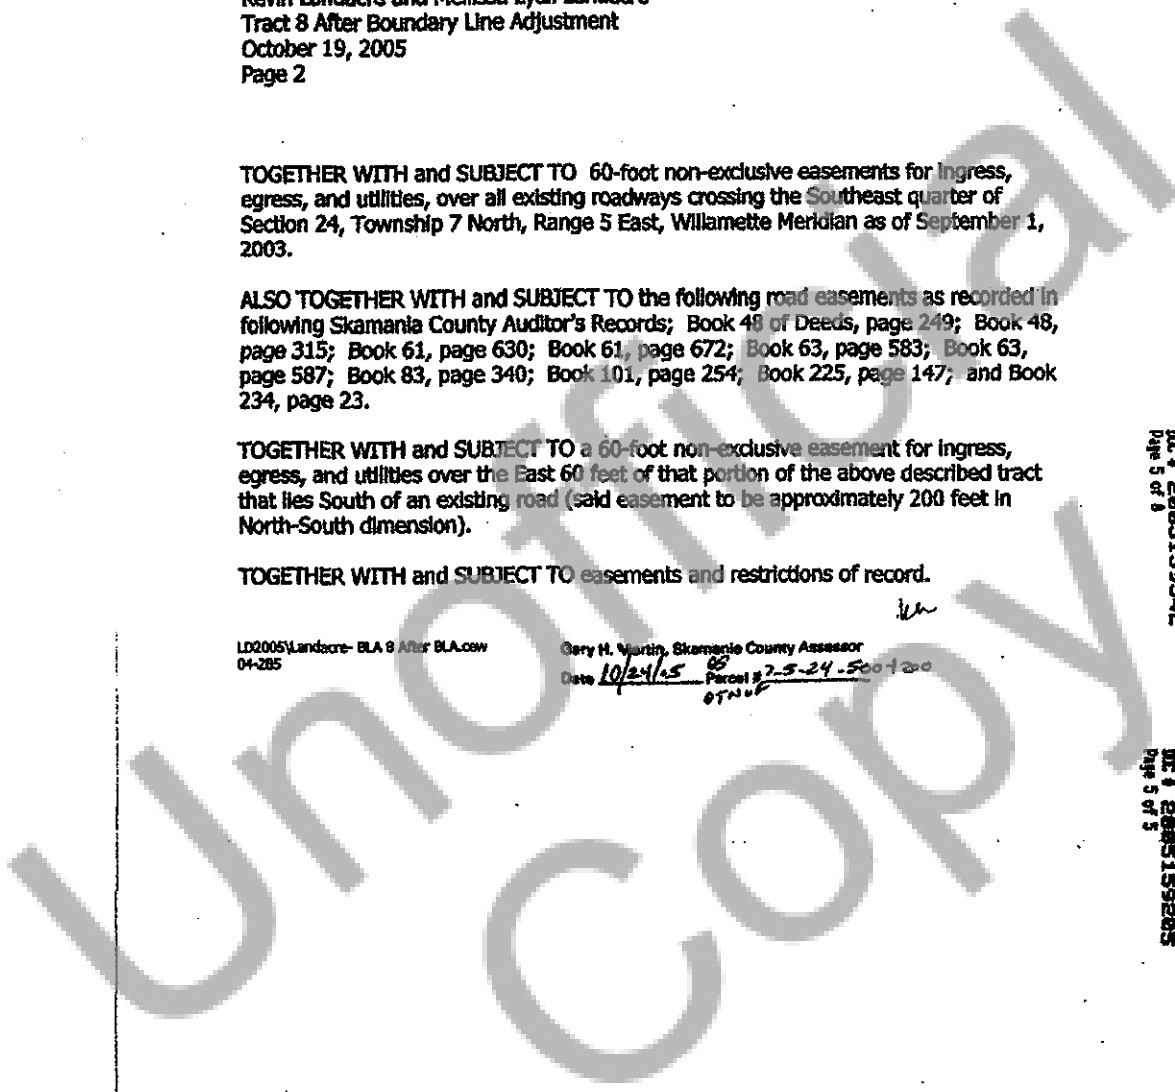 Tract 8 After Boundary Line Adjustment
October 19, 2005
Page 2
TOGETHER WITH and SUBJECT TO 60-foot non-exclusive easements for ingress,
egress, and utilities, over all existing roadways crossing the Southeast quarter of
Section 24, Township 7 North, Range 5 East, Willamette Meridian as of September 1,
2003.
ALSO TOGETHER WITH and SUBJECT TO the following road easements as recorded in
following Skamania County Auditor's Records; Book 48 of Deeds, page 249; Book 48,
page 315; Book 61, page 630; Book 61, page 672; Book 63, page 583; Book 63,
page 587; Book 83, page 340; Book 101, page 254; Book 225, page 147; and Book
234, page 23.
TOGETHER WITH and SUBJECT TO a 60-foot non-exclusive easement for ingress,
egress, and utilities over the East 60 feet of that portion of the above described tract
that lies South of an existing road (said easement to be approximately 200 feet in
North-South dimension).
TOGETHER WITH and SUBJECT TO easements and restrictions of record.
LD2005\Landacre- BLA 8 After BLA.cew
04-285
Gary H. Martin, Skamania County Assessor
Date 10/24/05 Parcel # 7-5-24-500 + 200
Page 5 of 8
DOC # 2005159205
Page 5 of 5
Unofficial
Copy